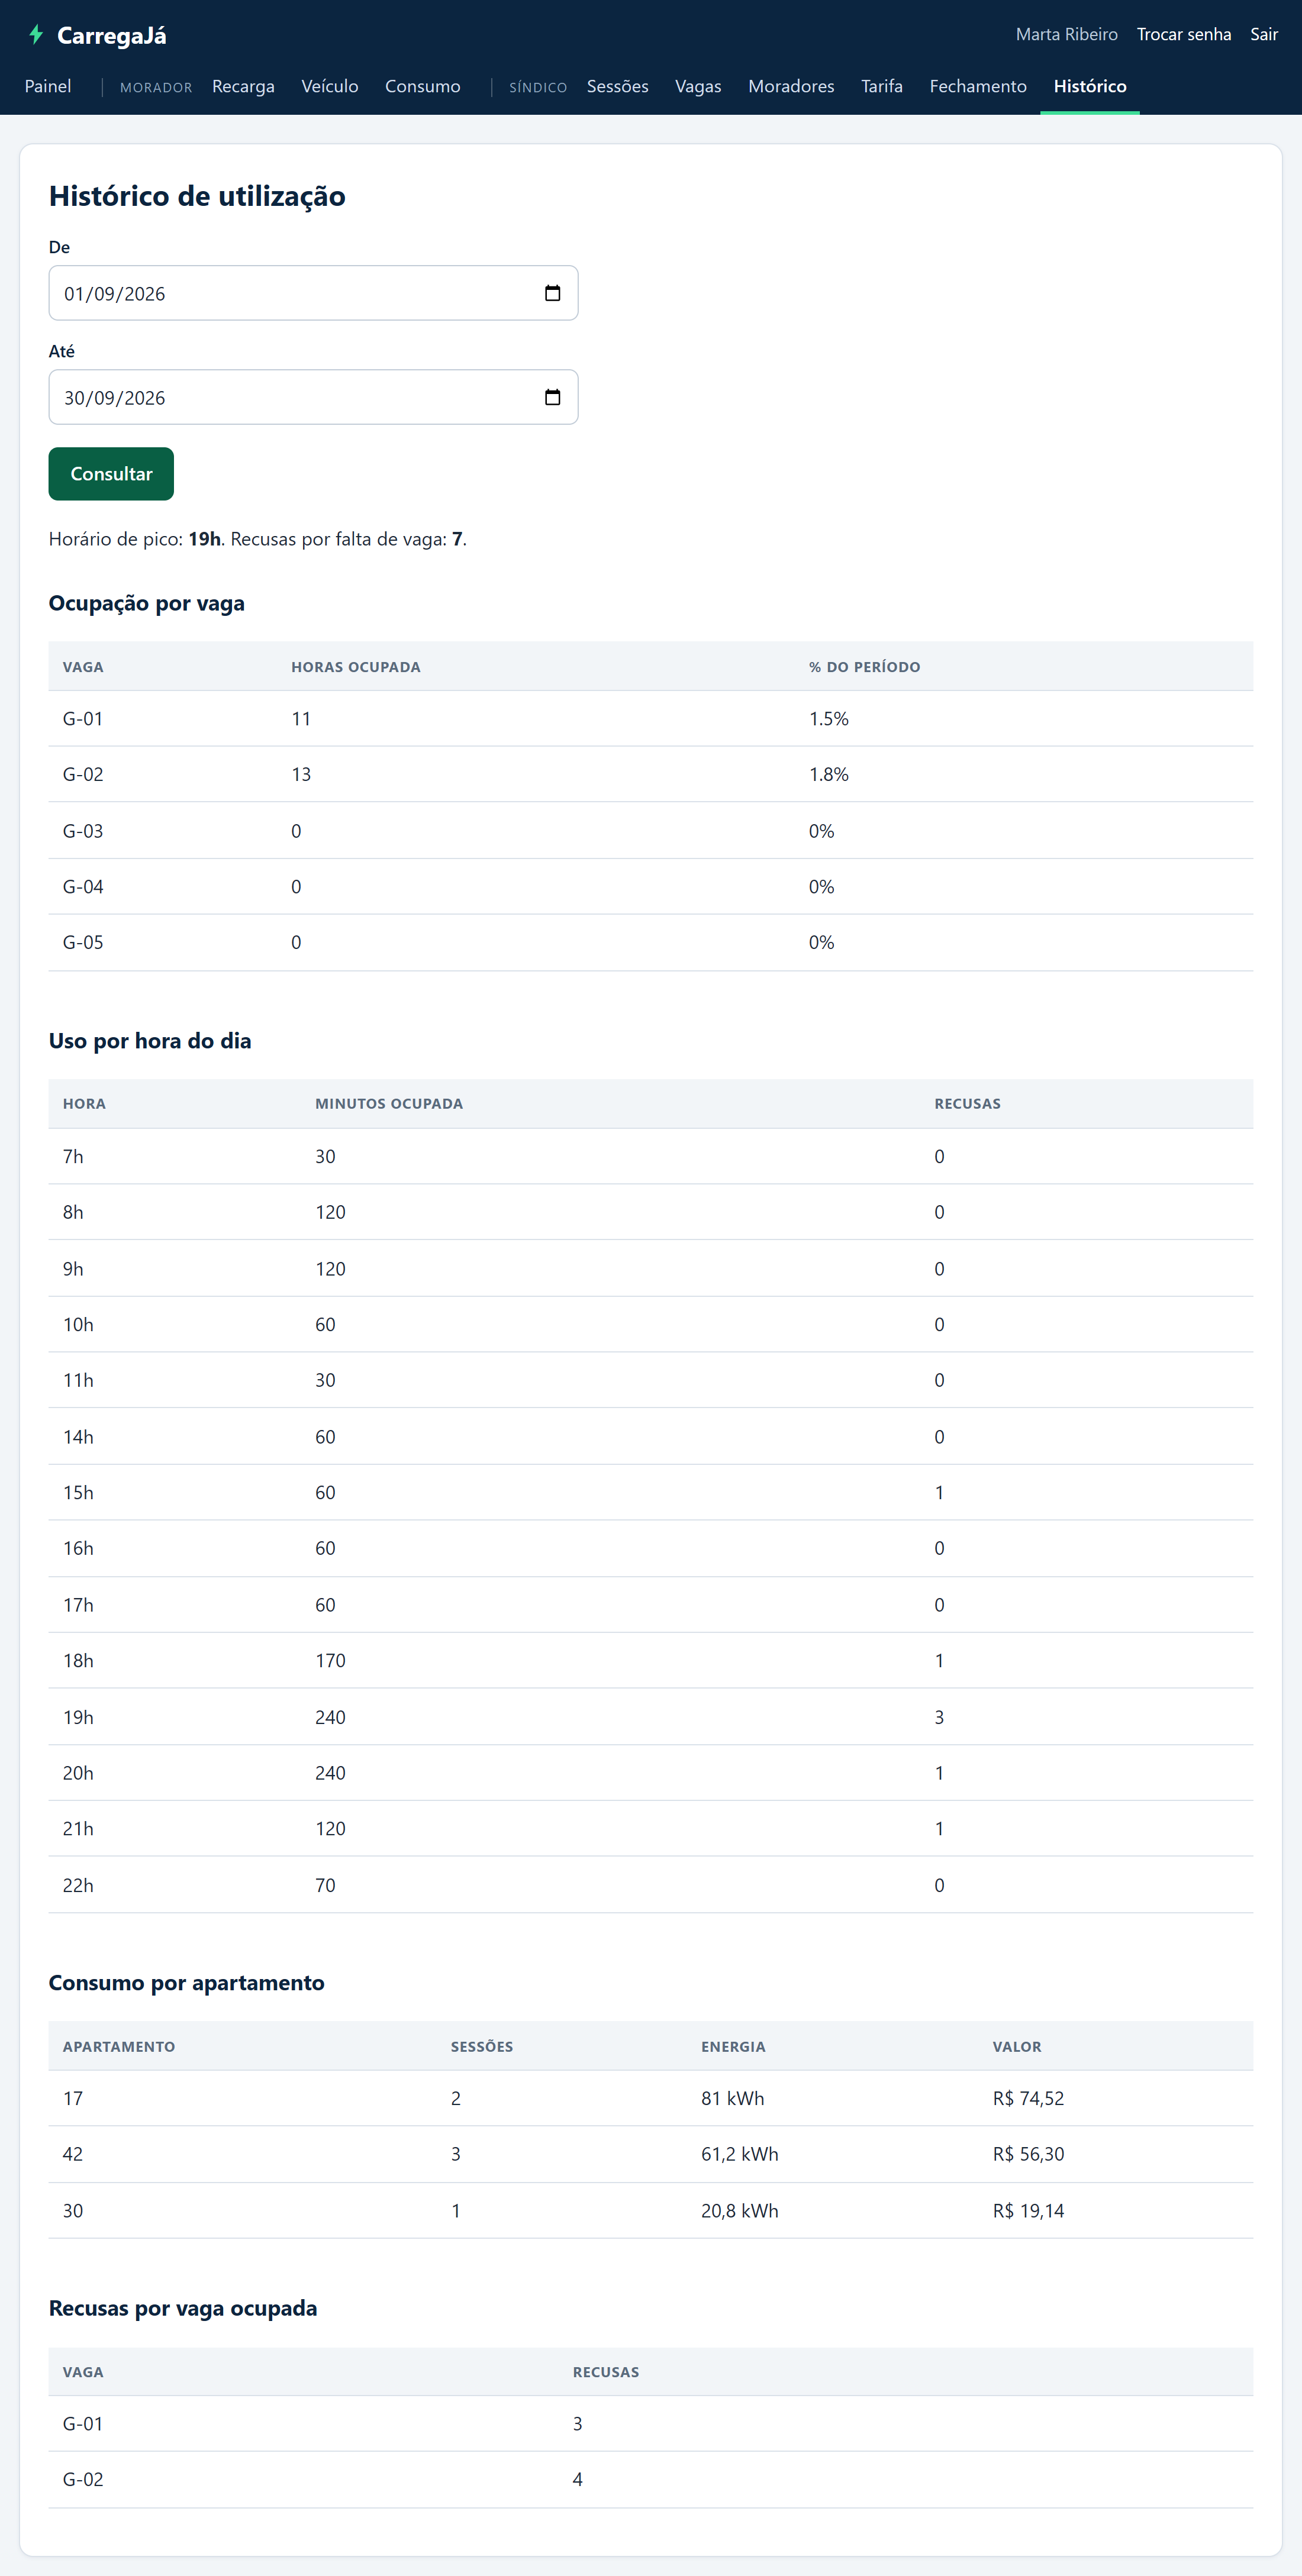 CarregaJá
Marta Ribeiro Trocar senha Sair
Painel MORADOR Recarga Veículo Consumo SÍNDICO Sessões Vagas Moradores Tarifa Fechamento Histórico
Histórico de utilização
De
01/09/2026
Até
30/09/2026
Consultar
Horário de pico: 19h. Recusas por falta de vaga: 7.
Ocupação por vaga
VAGA HORAS OCUPADA % DO PERÍODO
G-01 11 1.5%
G-02 13 1.8%
G-03 0 0%
G-04 0 0%
G-05 0 0%
Uso por hora do dia
HORA MINUTOS OCUPADA RECUSAS
7h 30 0
8h 120 0
9h 120 0
10h 60 0
11h 30 0
14h 60 0
15h 60 1
16h 60 0
17h 60 0
18h 170 1
19h 240 3
20h 240 1
21h 120 1
22h 70 0
Consumo por apartamento
APARTAMENTO SESSÕES ENERGIA VALOR
17 2 81 kWh R$ 74,52
42 3 61,2 kWh R$ 56,30
30 1 20,8 kWh R$ 19,14
Recusas por vaga ocupada
VAGA RECUSAS
G-01 3
G-02 4